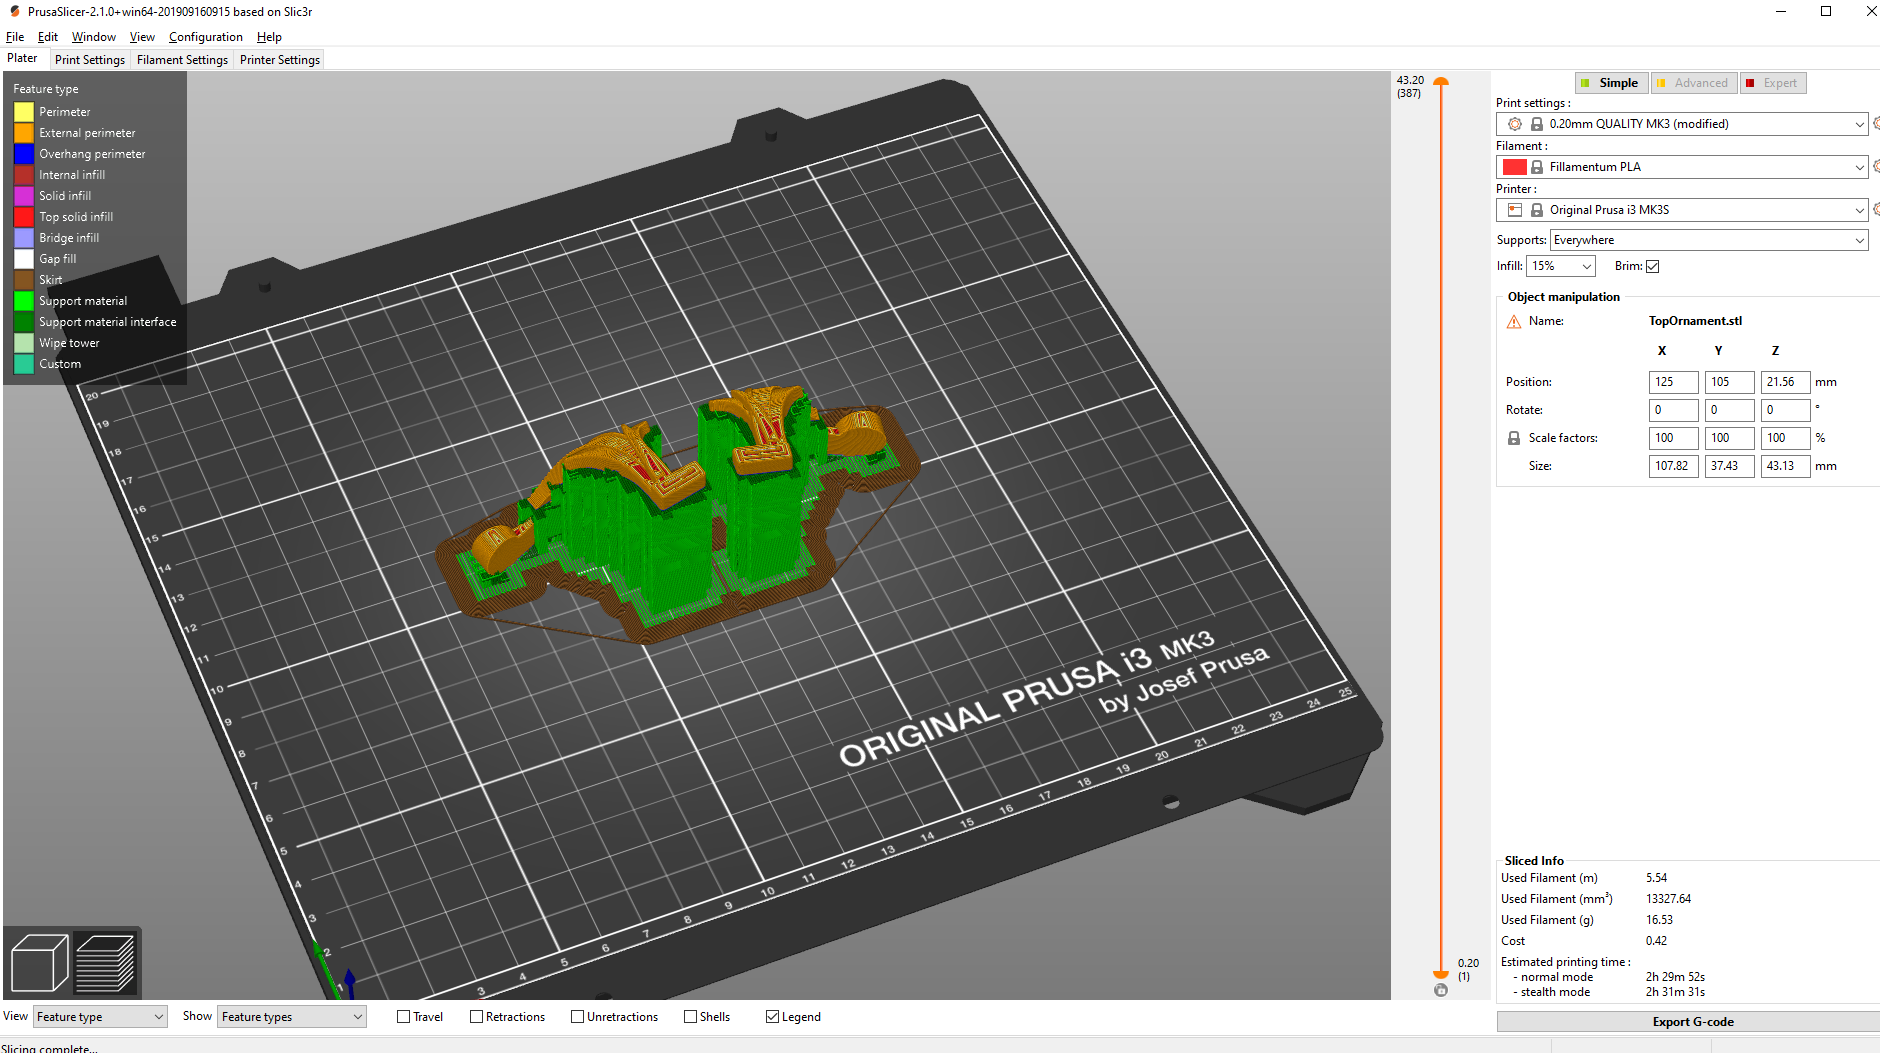 PrusaSlicer-2.1.0+win64-201909160915 based on Slic3r
File Edit Window View Configuration Help
Plater Print Settings Filament Settings Printer Settings
Feature type
Perimeter
External perimeter
Overhang perimeter
Internal infill
Solid infill
Top solid infill
Bridge infill
Gap fill
Skirt
Support material
Support material interface
Wipe tower
Custom
20
19
18
17
16
15
14
13
12
11
10
9
8
7
6
5
4
3
2
1
3 4 5 6 7 8 9 10 11 12 13 14 15 16 17 18 19 20 21 22 23 24 25
ORIGINAL PRUSA i3 MK3
by Josef Prusa
43.20
(387)
0.20
(1)
Simple Advanced Expert
Print settings :
0.20mm QUALITY MK3 (modified)
Filament :
Fillamentum PLA
Printer :
Original Prusa i3 MK3S
Supports: Everywhere
Infill: 15% Brim:
Object manipulation
Name: TopOrnament.stl
X Y Z
Position: 125 105 21.56 mm
Rotate: 0 0 0 °
Scale factors: 100 100 100 %
Size: 107.82 37.43 43.13 mm
Sliced Info
Used Filament (m) 5.54
Used Filament (mm³) 13327.64
Used Filament (g) 16.53
Cost 0.42
Estimated printing time :
- normal mode 2h 29m 52s
- stealth mode 2h 31m 31s
Export G-code
View Feature type Show Feature types Travel Retractions Unretractions Shells Legend
Slicing complete...